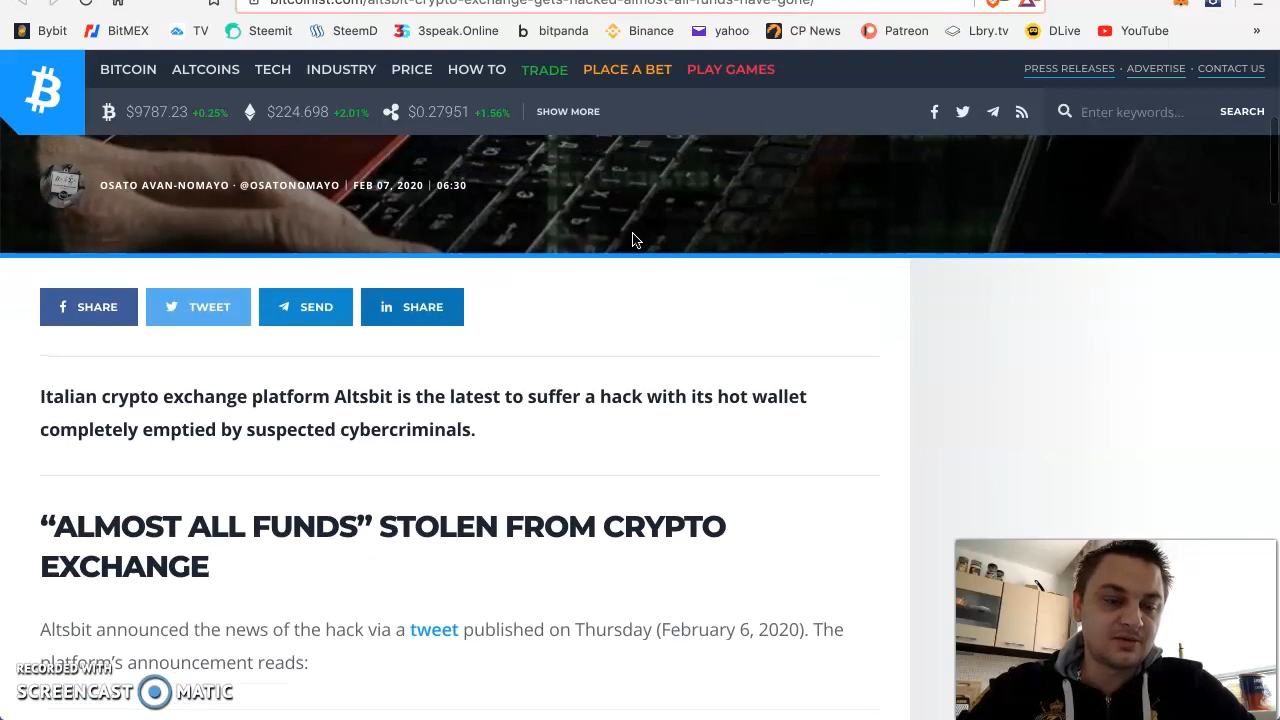 bitcoinist.com/altsbit-crypto-exchange-gets-hacked-almost-all-funds-have-gone/
Bybit BitMEX TV Steemit SteemD 3speak.Online bitpanda Binance yahoo CP News Patreon Lbry.tv DLive YouTube »
BITCOIN ALTCOINS TECH INDUSTRY PRICE HOW TO TRADE PLACE A BET PLAY GAMES PRESS RELEASES · ADVERTISE · CONTACT US
$9787.23 +0.25% $224.698 +2.01% $0.27951 +1.56% SHOW MORE Enter keywords... SEARCH
OSATO AVAN-NOMAYO · @OSATONOMAYO | FEB 07, 2020 | 06:30
SHARE TWEET SEND SHARE
Italian crypto exchange platform Altsbit is the latest to suffer a hack with its hot wallet
completely emptied by suspected cybercriminals.
“ALMOST ALL FUNDS” STOLEN FROM CRYPTO
EXCHANGE
Altsbit announced the news of the hack via a tweet published on Thursday (February 6, 2020). The
platform’s announcement reads:
RECORDED WITH
SCREENCAST MATIC